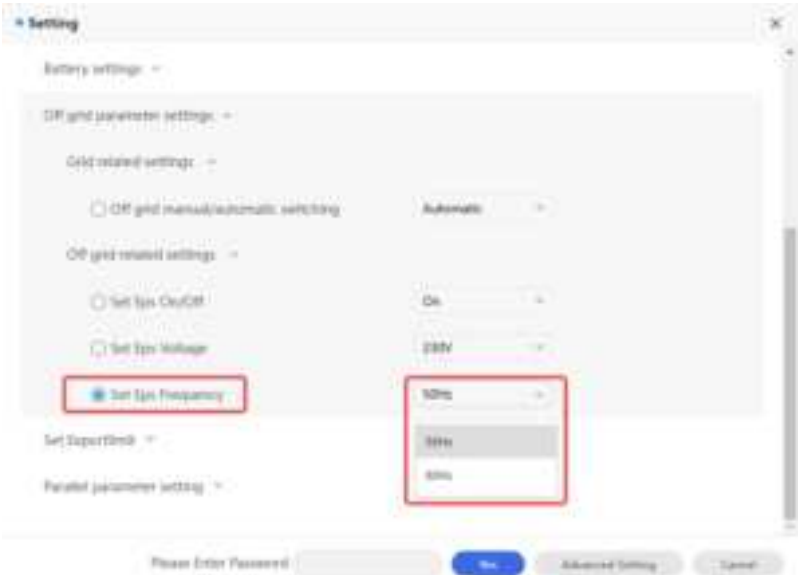 Setting
Battery settings
Off grid parameter settings
Grid related settings
Off grid manual/automatic switching Automatic
Off grid related settings
Set Eps On/Off On
Set Eps Voltage 230V
Set Eps Frequency 50Hz
50Hz
Set Exportlimit
60Hz
Parallel parameter setting
Please Enter Password Yes Advanced Setting Cancel